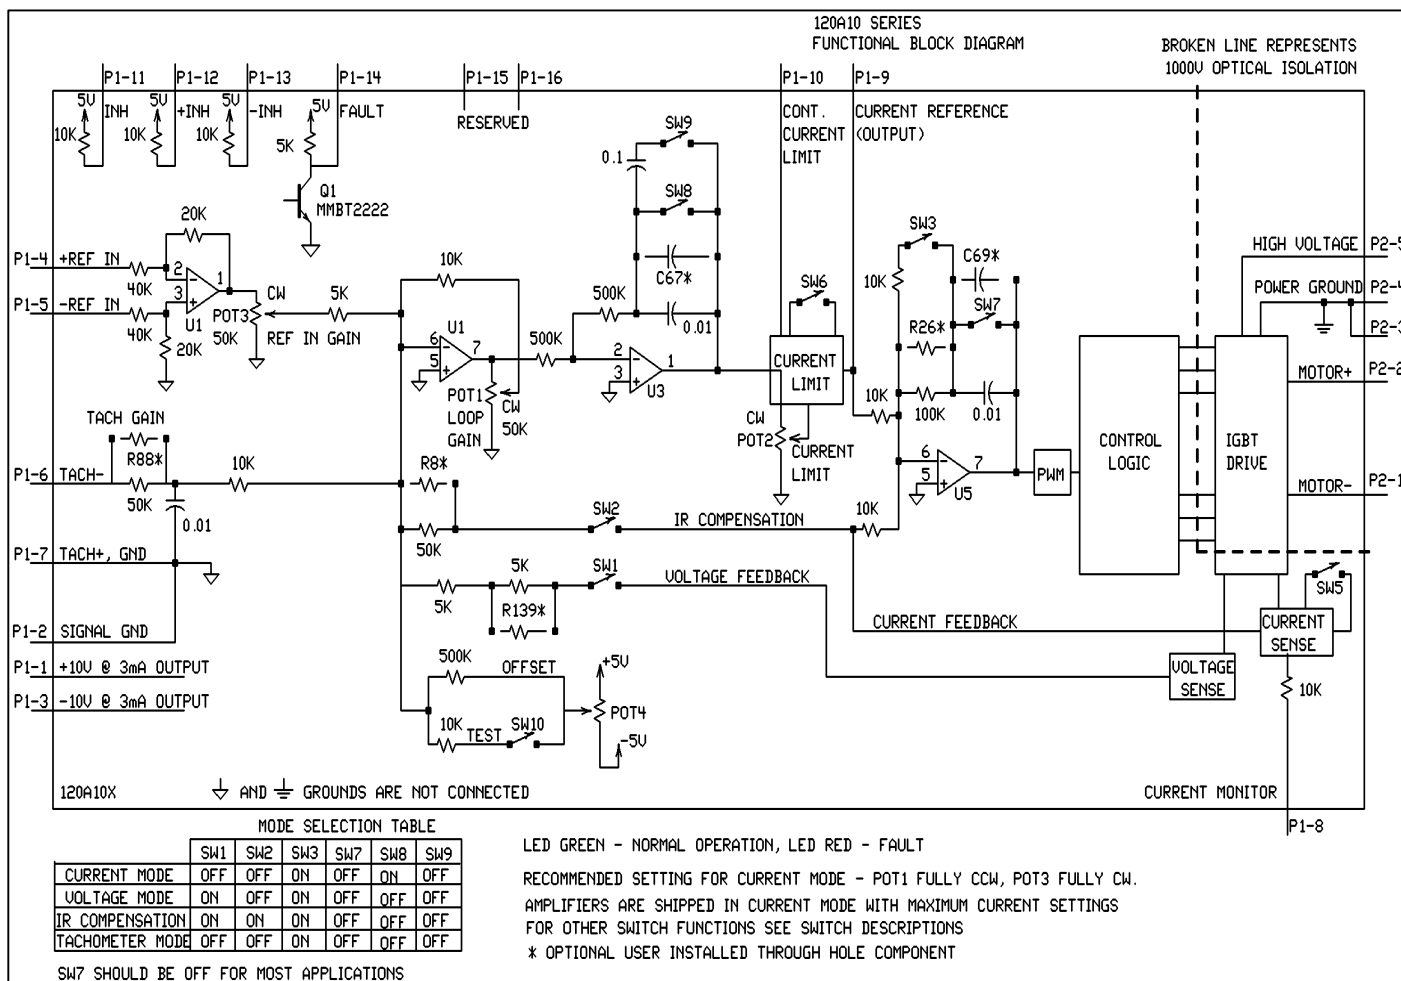 120A10 SERIES
FUNCTIONAL BLOCK DIAGRAM
BROKEN LINE REPRESENTS
1000V OPTICAL ISOLATION
P1-11
P1-12
P1-13
P1-14
P1-15
P1-16
P1-10
P1-9
5V
INH
10K
5V
+INH
10K
5V
-INH
10K
5V
FAULT
5K
RESERVED
CONT.
CURRENT
LIMIT
CURRENT REFERENCE
(OUTPUT)
Q1
MMBT2222
SW9
0.1
SW8
C67*
500K
0.01
20K
P1-4 +REF IN
40K
2
1
3
U1
P1-5 -REF IN
40K
20K
CW
POT3
50K
REF IN GAIN
5K
10K
U1
6
7
5
POT1
LOOP
GAIN
CW
50K
500K
2
1
3
U3
SW6
CURRENT
LIMIT
CW
POT2
CURRENT
LIMIT
SW3
10K
C69*
SW7
R26*
10K
100K
0.01
6
7
5
U5
PWM
CONTROL
LOGIC
IGBT
DRIVE
HIGH VOLTAGE P2-5
POWER GROUND P2-4
P2-3
MOTOR+ P2-2
MOTOR- P2-1
TACH GAIN
R88*
P1-6 TACH-
50K
10K
0.01
P1-7 TACH+, GND
P1-2 SIGNAL GND
P1-1 +10V @ 3mA OUTPUT
P1-3 -10V @ 3mA OUTPUT
R8*
50K
SW2
IR COMPENSATION
10K
5K
5K
R139*
SW1
VOLTAGE FEEDBACK
CURRENT FEEDBACK
SW5
CURRENT
SENSE
VOLTAGE
SENSE
10K
500K
OFFSET
+5V
POT4
10K
TEST
SW10
-5V
120A10X
AND
GROUNDS ARE NOT CONNECTED
CURRENT MONITOR
P1-8
MODE SELECTION TABLE
SW1 SW2 SW3 SW7 SW8 SW9
CURRENT MODE OFF OFF ON OFF ON OFF
VOLTAGE MODE ON OFF ON OFF OFF OFF
IR COMPENSATION ON ON ON OFF OFF OFF
TACHOMETER MODE OFF OFF ON OFF OFF OFF
SW7 SHOULD BE OFF FOR MOST APPLICATIONS
LED GREEN - NORMAL OPERATION, LED RED - FAULT
RECOMMENDED SETTING FOR CURRENT MODE - POT1 FULLY CCW, POT3 FULLY CW.
AMPLIFIERS ARE SHIPPED IN CURRENT MODE WITH MAXIMUM CURRENT SETTINGS
FOR OTHER SWITCH FUNCTIONS SEE SWITCH DESCRIPTIONS
* OPTIONAL USER INSTALLED THROUGH HOLE COMPONENT